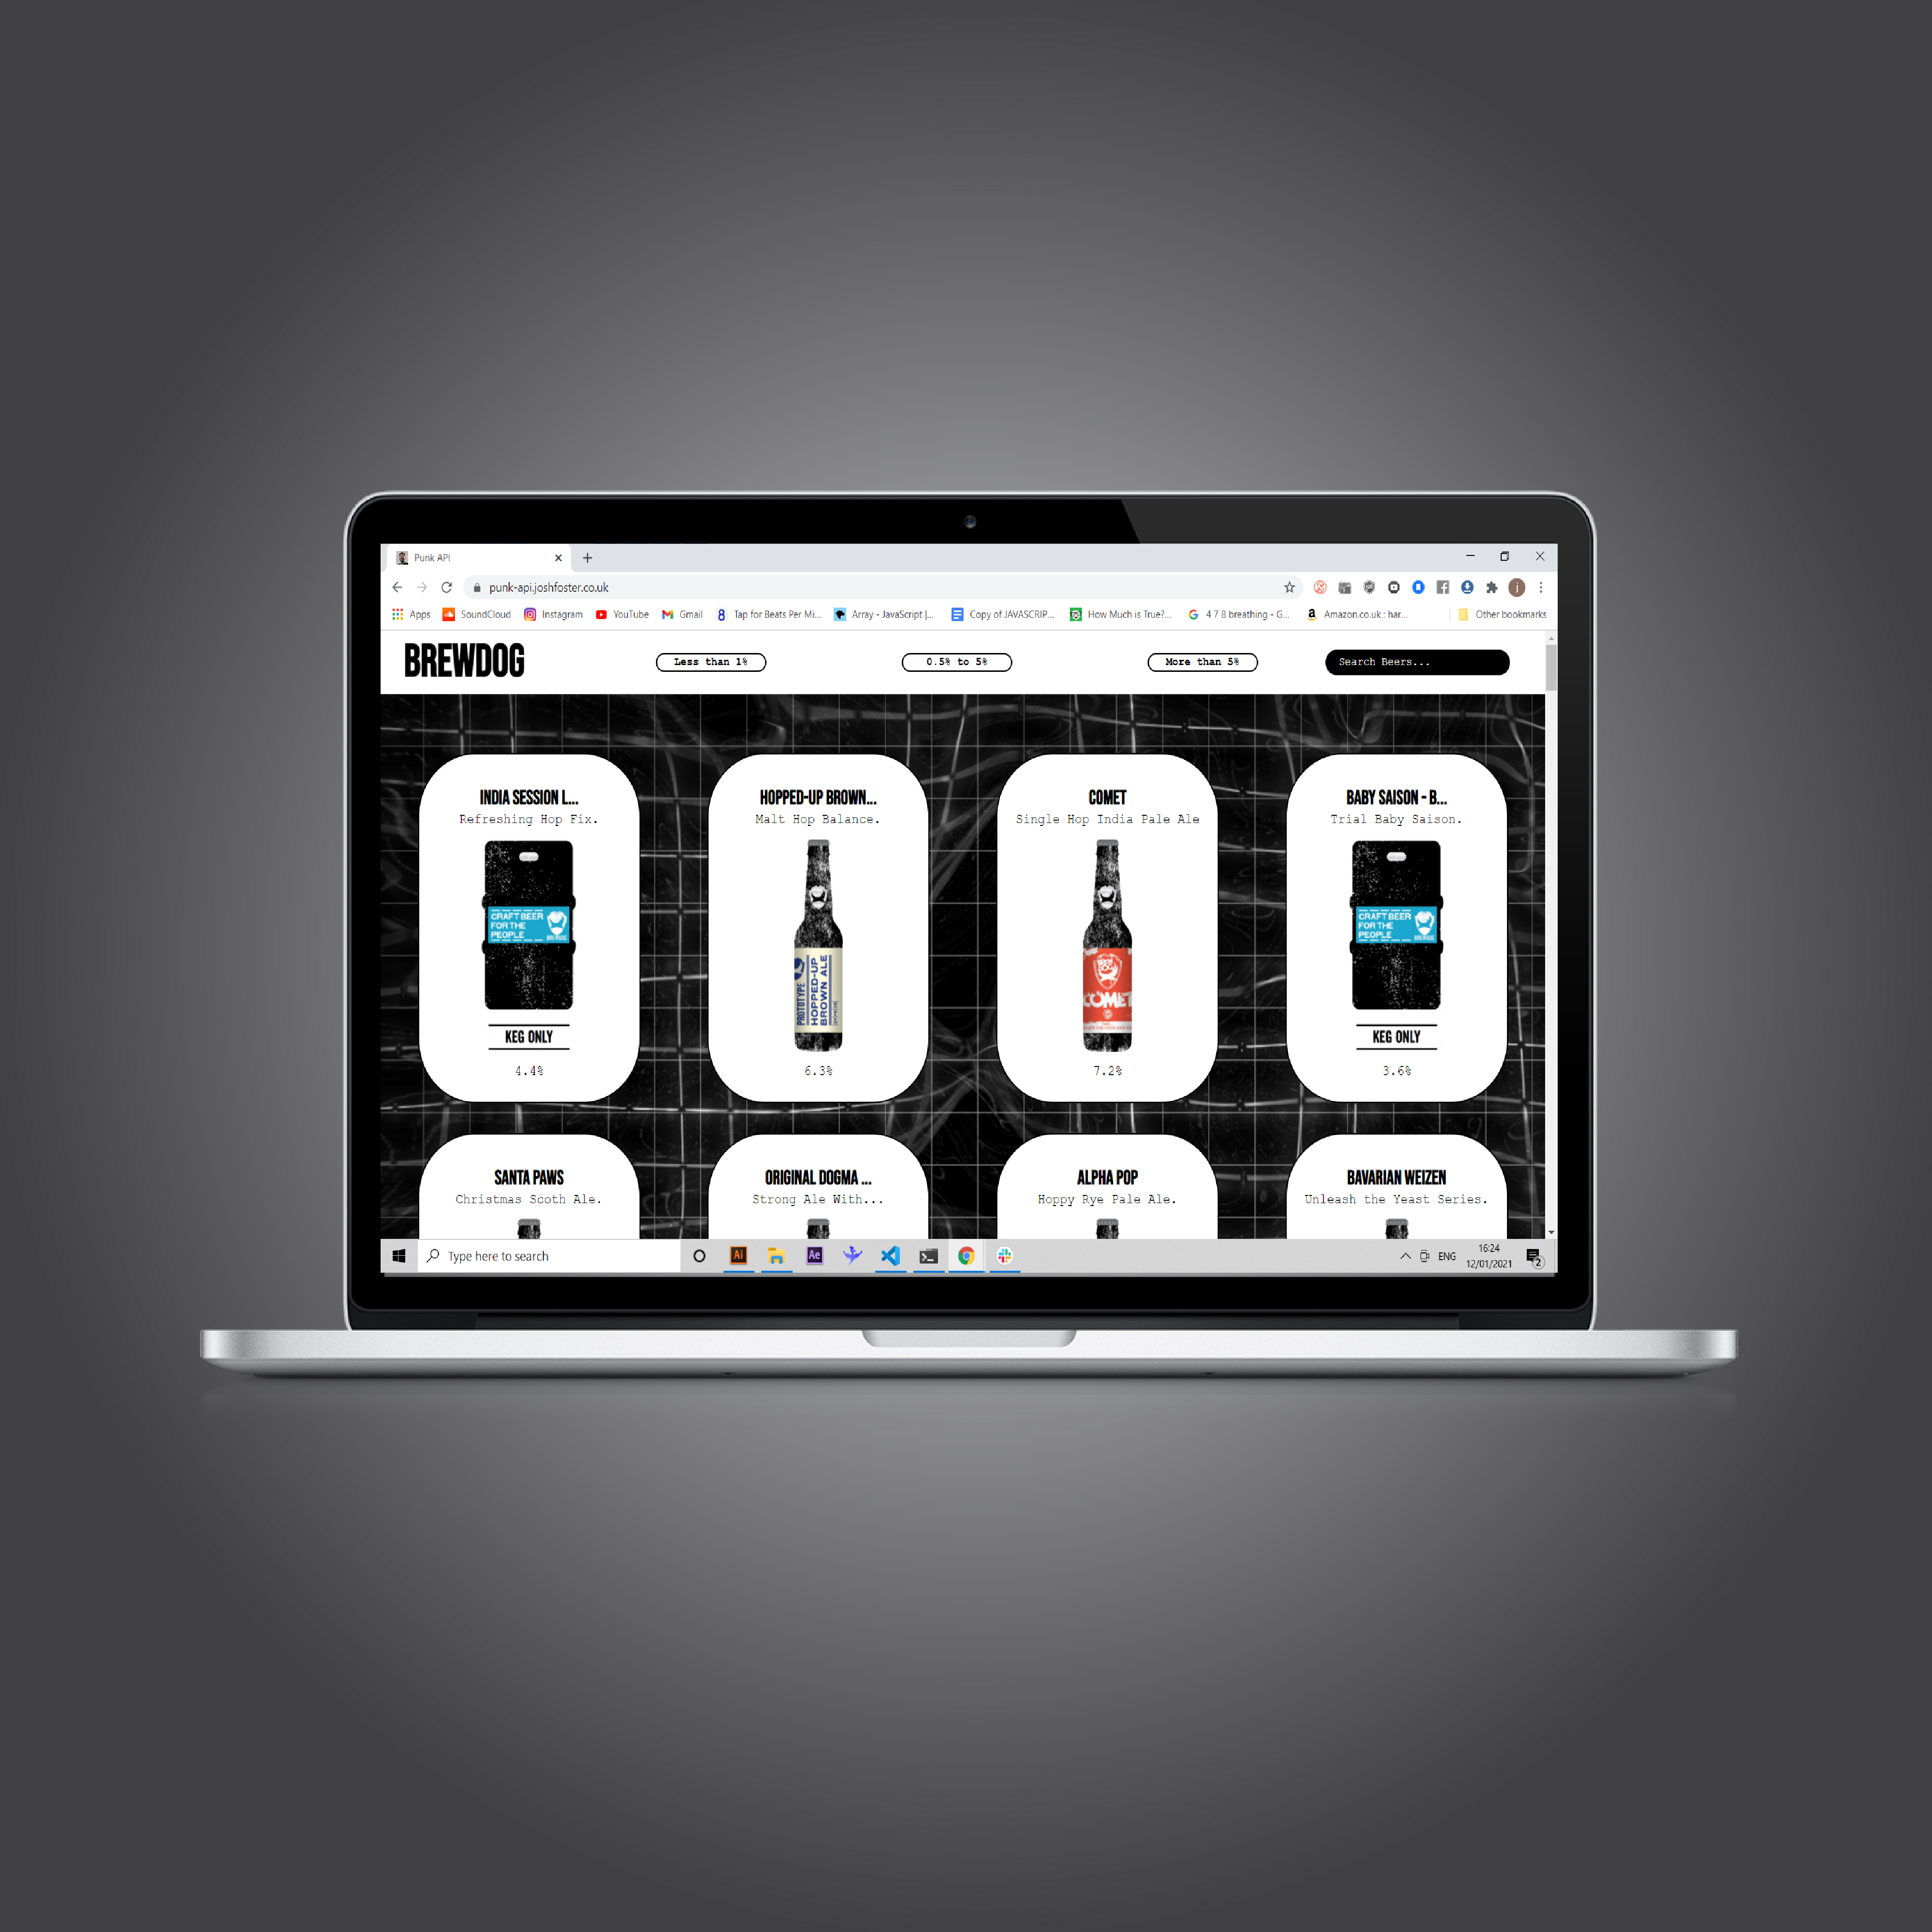 Punk API
punk-api.joshfoster.co.uk
j
Apps SoundCloud Instagram YouTube Gmail 8 Tap for Beats Per Mi... Array - JavaScript |... Copy of JAVASCRIP... How Much is True?... G 4 7 8 breathing - G... a Amazon.co.uk : har... Other bookmarks
BREWDOG Less than 1% 0.5% to 5% More than 5% Search Beers...
INDIA SESSION L...
Refreshing Hop Fix.
CRAFT BEER
FOR THE
PEOPLE
BREWDOG
KEG ONLY
4.4%
HOPPED-UP BROWN...
Malt Hop Balance.
PROTOTYPE
HOPPED-UP
BROWN ALE
6.3%
COMET
Single Hop India Pale Ale
COMET
7.2%
BABY SAISON - B...
Trial Baby Saison.
CRAFT BEER
FOR THE
PEOPLE
BREWDOG
KEG ONLY
3.6%
SANTA PAWS
Christmas Scoth Ale.
ORIGINAL DOGMA ...
Strong Ale With...
ALPHA POP
Hoppy Rye Pale Ale.
BAVARIAN WEIZEN
Unleash the Yeast Series.
Type here to search Ai Ae ENG 16:24
12/01/2021 2